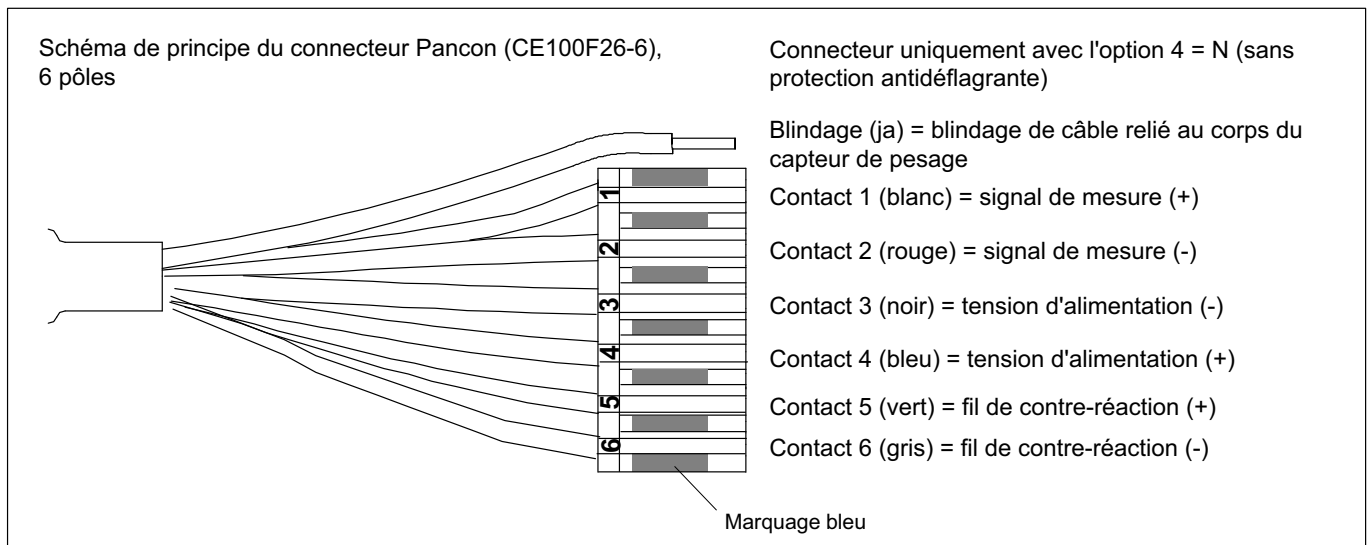 Schéma de principe du connecteur Pancon (CE100F26-6),
6 pôles
Connecteur uniquement avec l'option 4 = N (sans
protection antidéflagrante)
Blindage (ja) = blindage de câble relié au corps du
capteur de pesage
1
Contact 1 (blanc) = signal de mesure (+)
2
Contact 2 (rouge) = signal de mesure (-)
3
Contact 3 (noir) = tension d'alimentation (-)
4
Contact 4 (bleu) = tension d'alimentation (+)
5
Contact 5 (vert) = fil de contre-réaction (+)
6
Contact 6 (gris) = fil de contre-réaction (-)
Marquage bleu